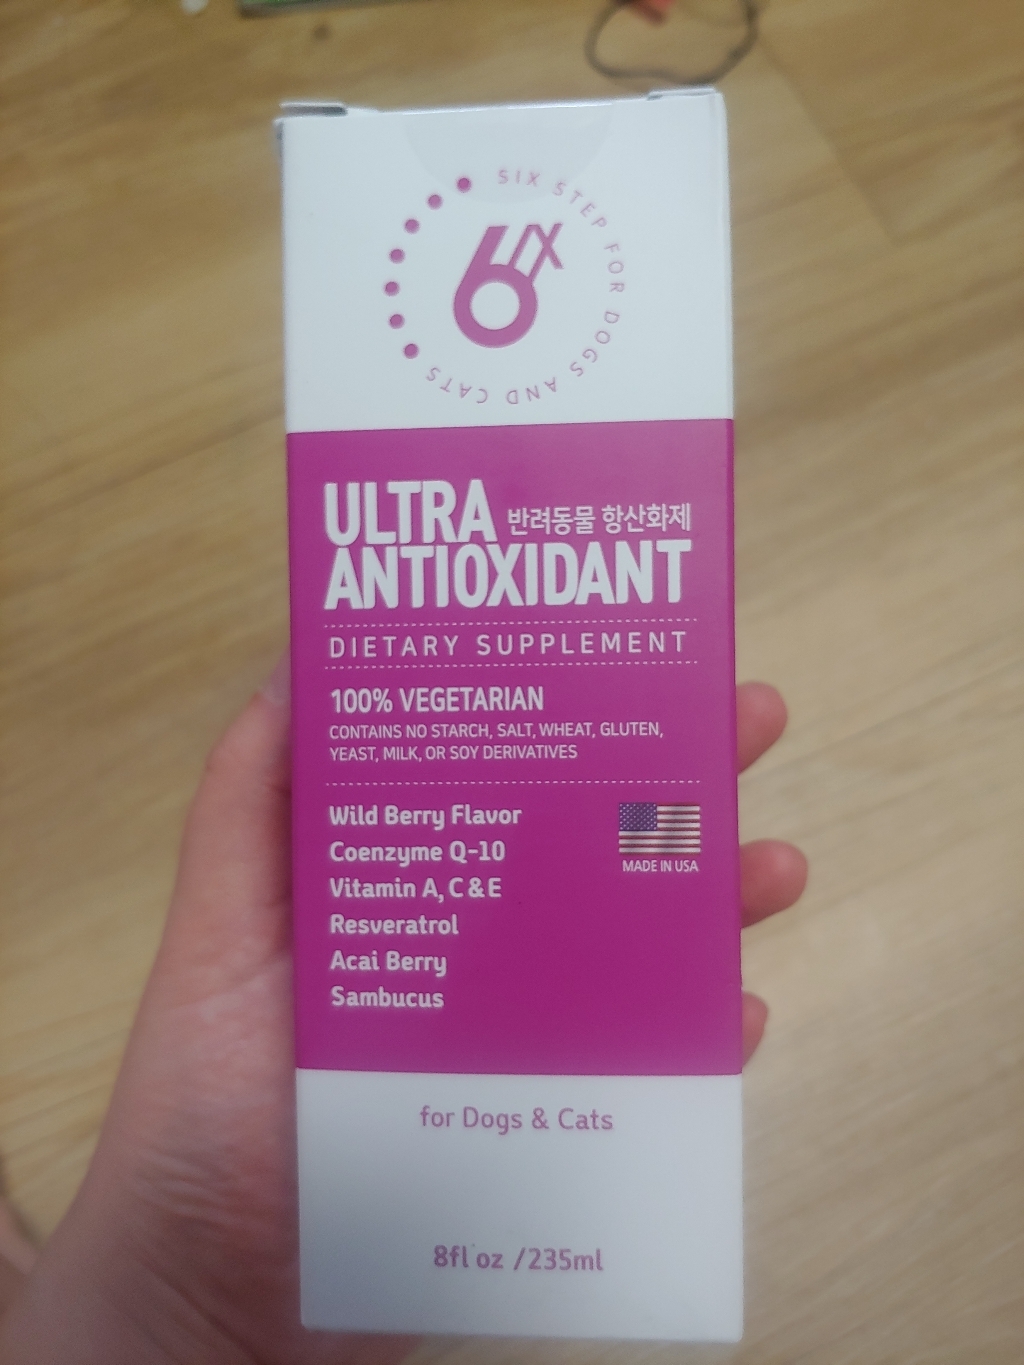 SIX STEP FOR DOGS AND CATS
6IX
ULTRA 반려동물 항산화제
ANTIOXIDANT
DIETARY SUPPLEMENT
100% VEGETARIAN
CONTAINS NO STARCH, SALT, WHEAT, GLUTEN,
YEAST, MILK, OR SOY DERIVATIVES
Wild Berry Flavor
Coenzyme Q-10
Vitamin A, C & E
Resveratrol
Acai Berry
Sambucus
MADE IN USA
for Dogs & Cats
8fl oz /235ml